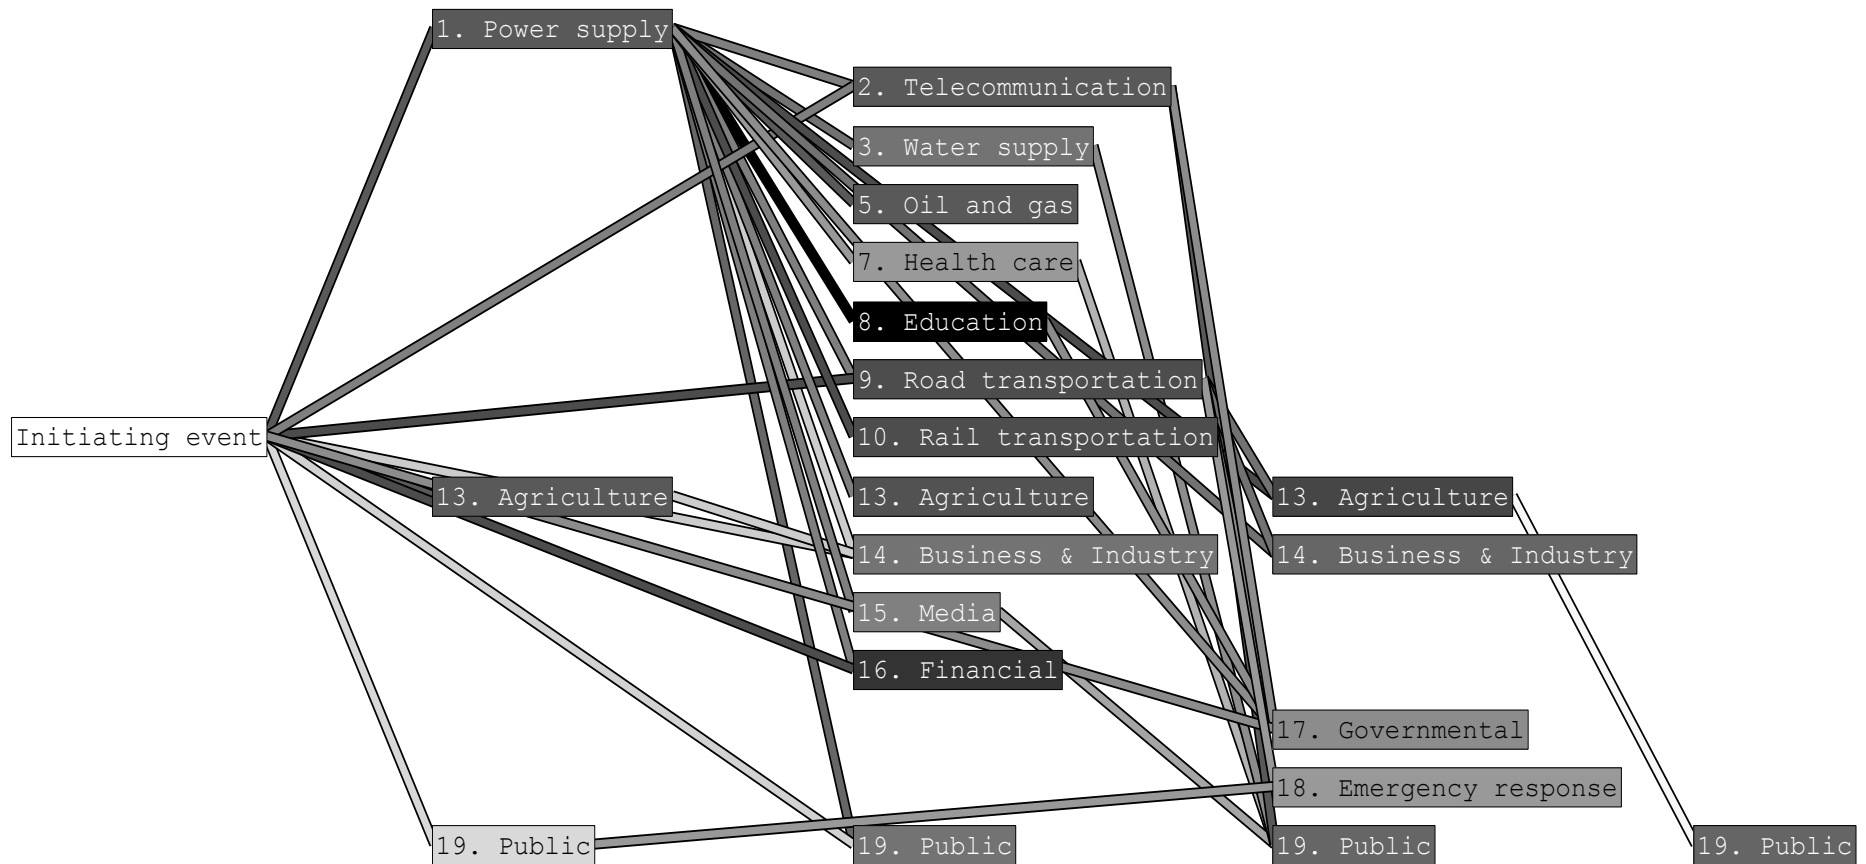 1. Power supply
2. Telecommunication
3. Water supply
5. Oil and gas
7. Health care
8. Education
9. Road transportation
Initiating event
10. Rail transportation
13. Agriculture
13. Agriculture
13. Agriculture
14. Business & Industry
14. Business & Industry
15. Media
16. Financial
17. Governmental
18. Emergency response
19. Public
19. Public
19. Public
19. Public